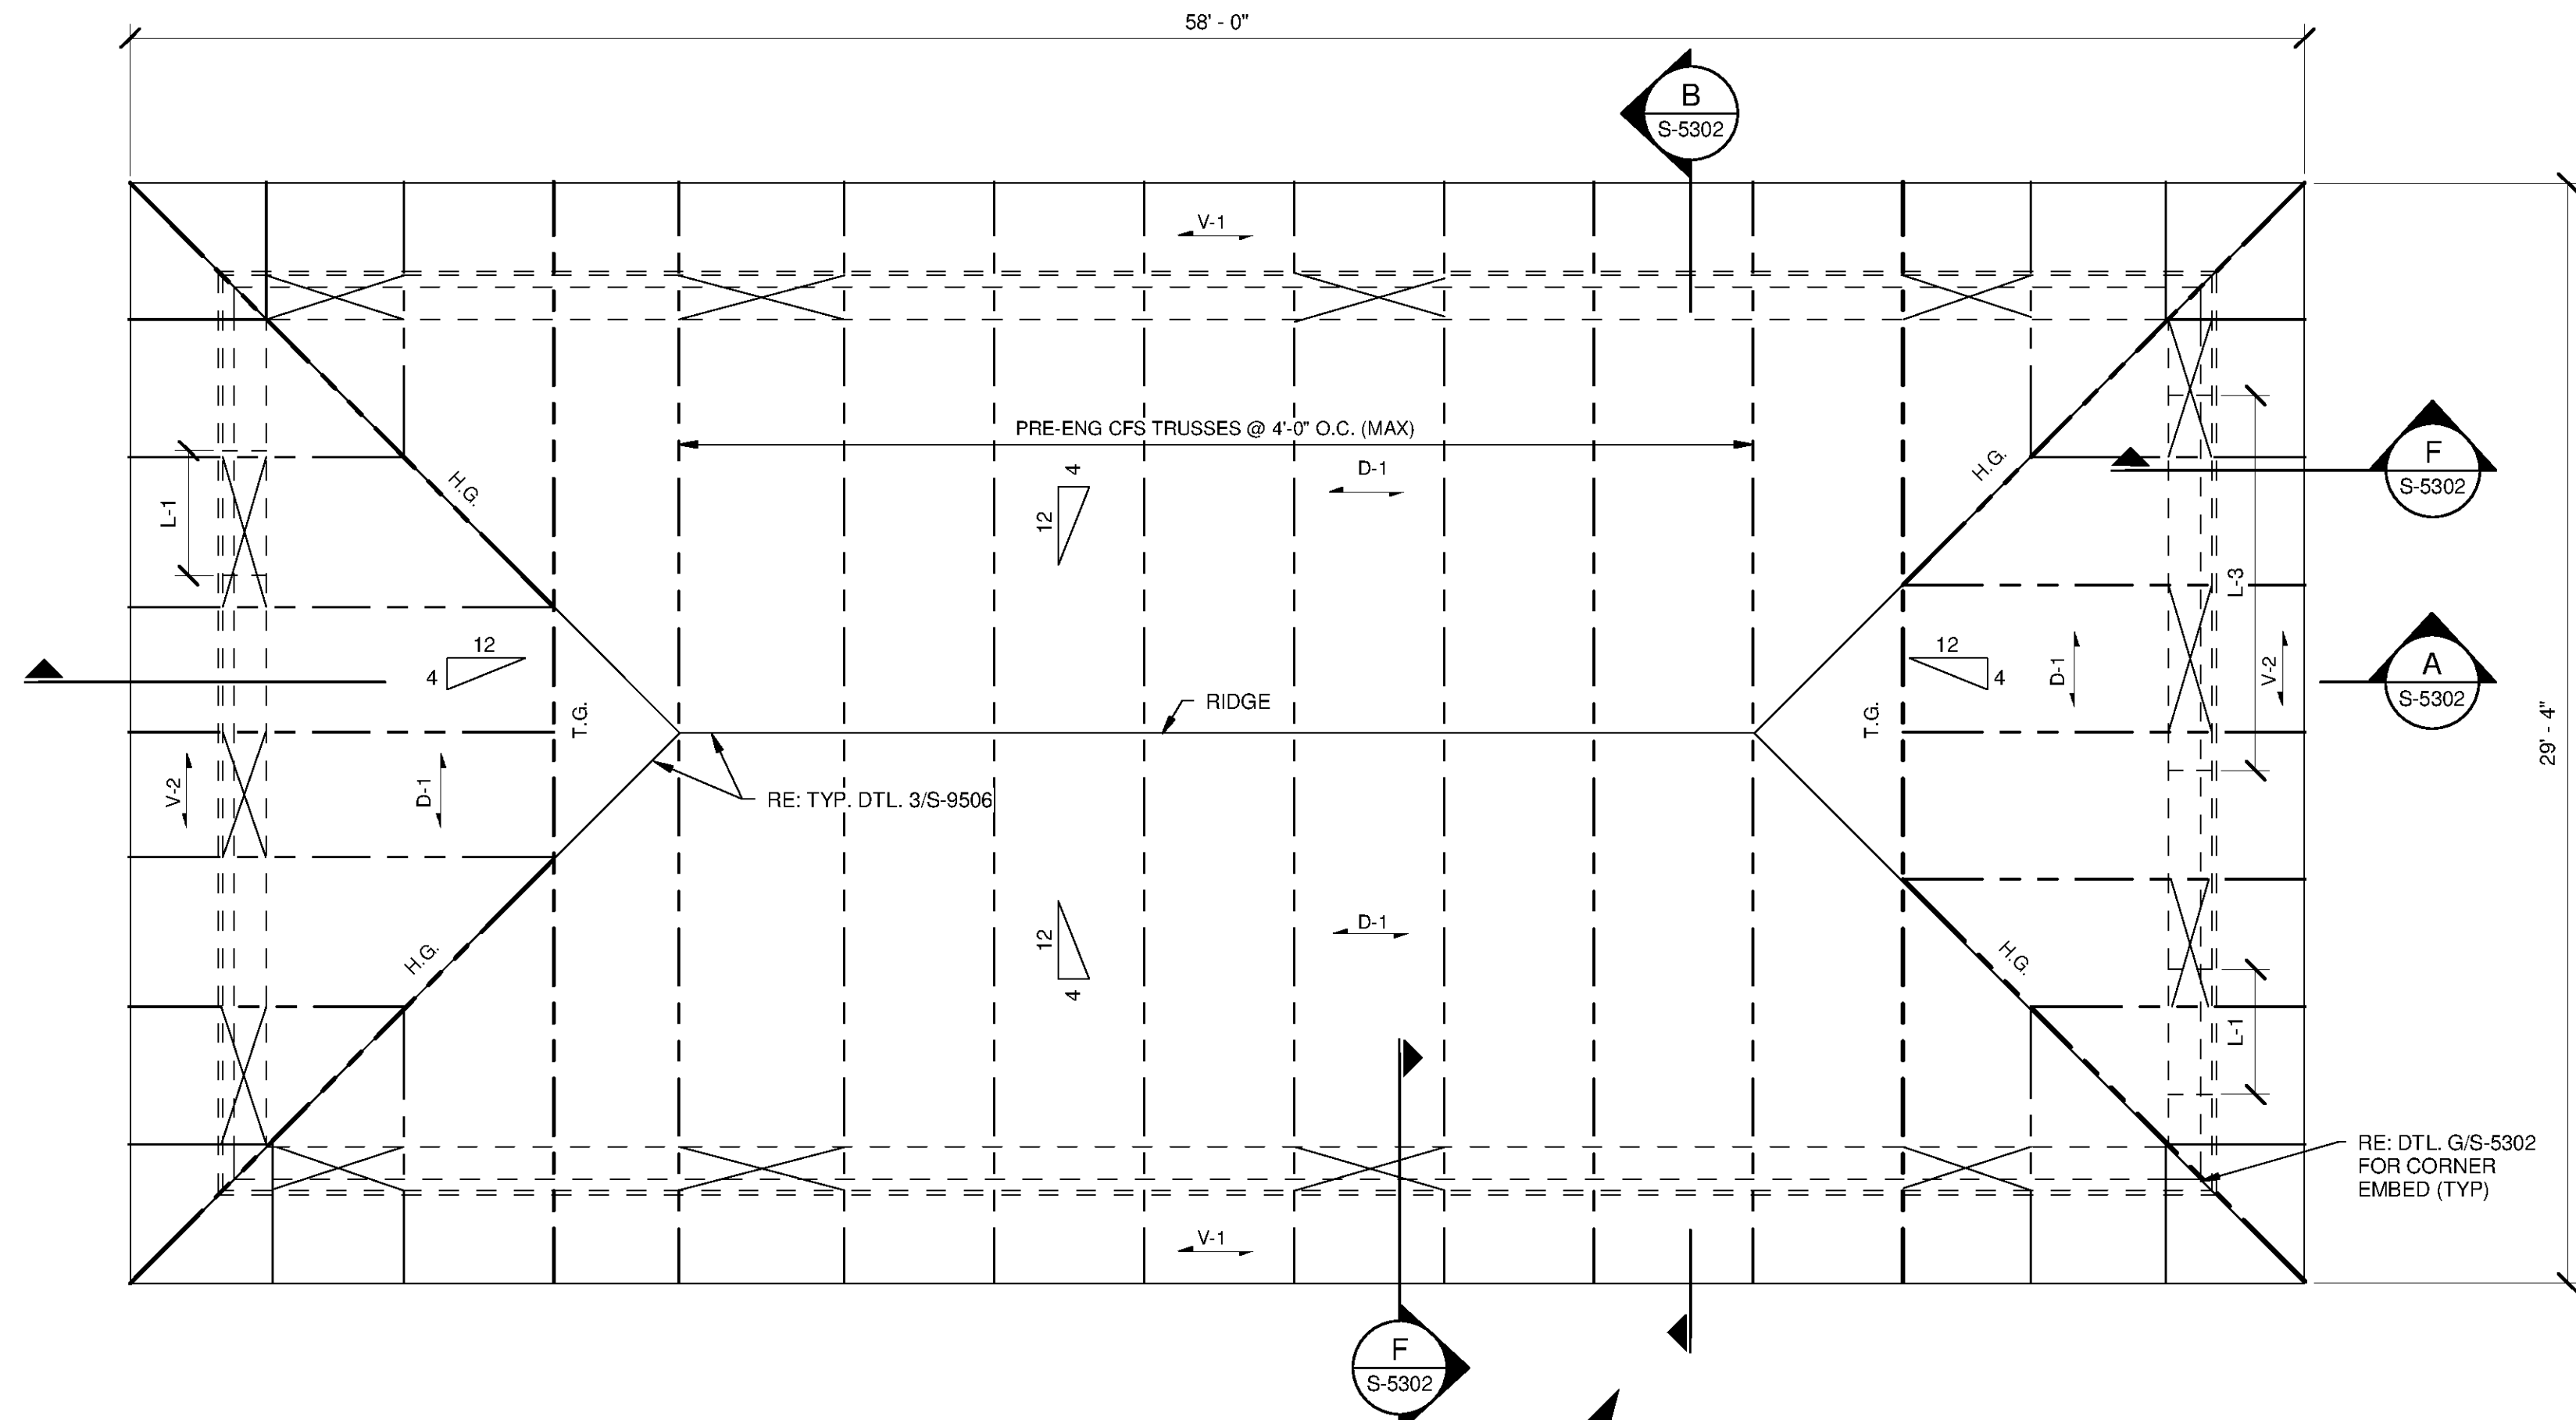 58' - 0"
B
S-5302
V-1
PRE-ENG CFS TRUSSES @ 4'-0" O.C. (MAX)
D-1
4
12
H.G.
H.G.
F
S-5302
L-1
L-3
12
4
12
4
D-1
V-2
A
S-5302
T.G.
RIDGE
T.G.
29' - 4"
V-2
D-1
RE: TYP. DTL. 3/S-9506
12
4
D-1
H.G.
H.G.
L-1
RE: DTL. G/S-5302
FOR CORNER
EMBED (TYP)
V-1
F
S-5302